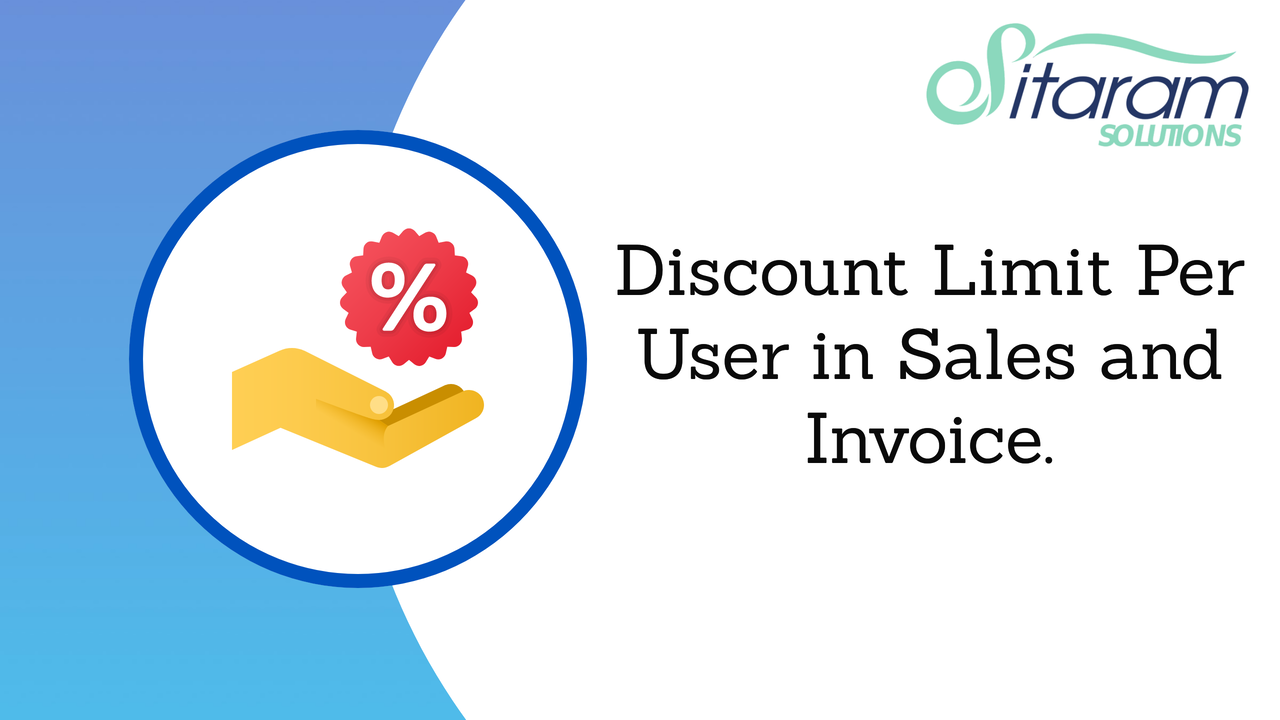 Sitaram
SOLUTIONS
%
Discount Limit Per
User in Sales and
Invoice.